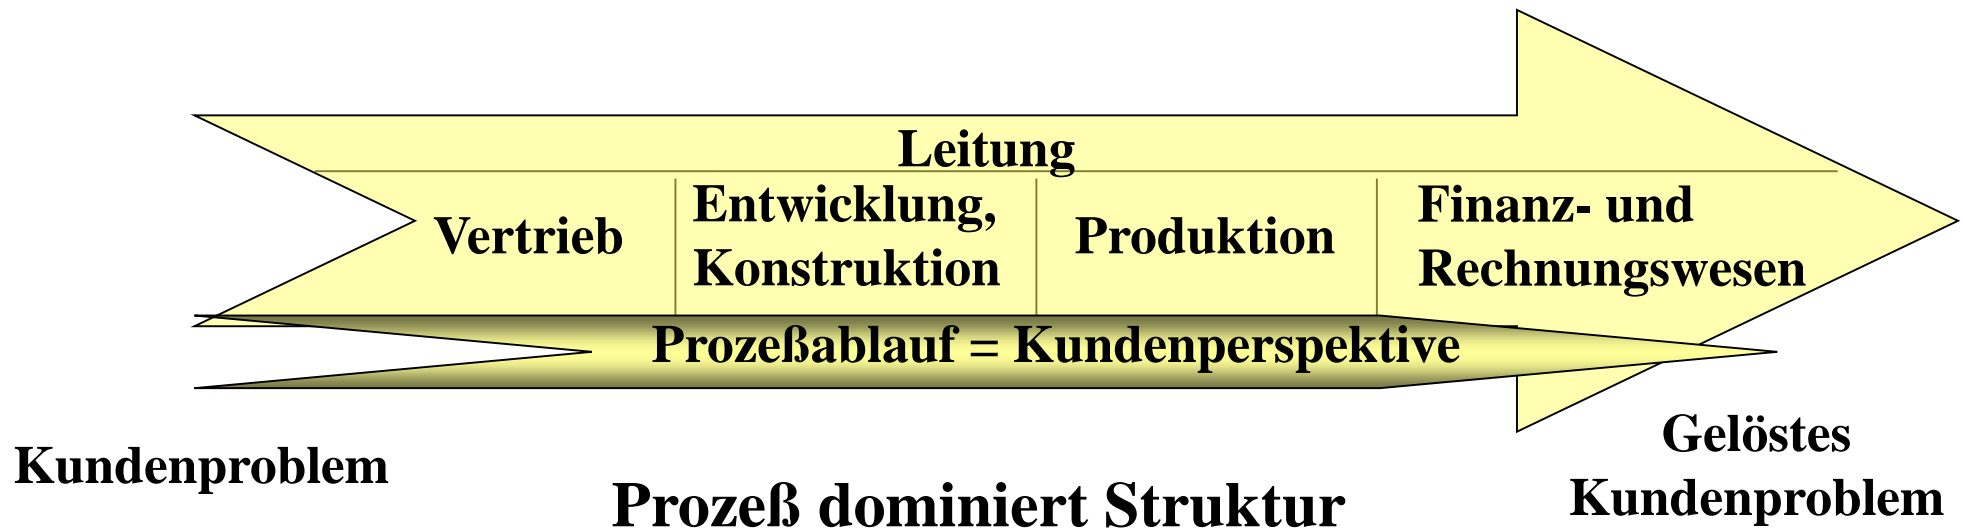 Leitung
Vertrieb
Entwicklung,
Konstruktion
Produktion
Finanz- und
Rechnungswesen
Prozeßablauf = Kundenperspektive
Kundenproblem
Gelöstes
Kundenproblem
Prozeß dominiert Struktur